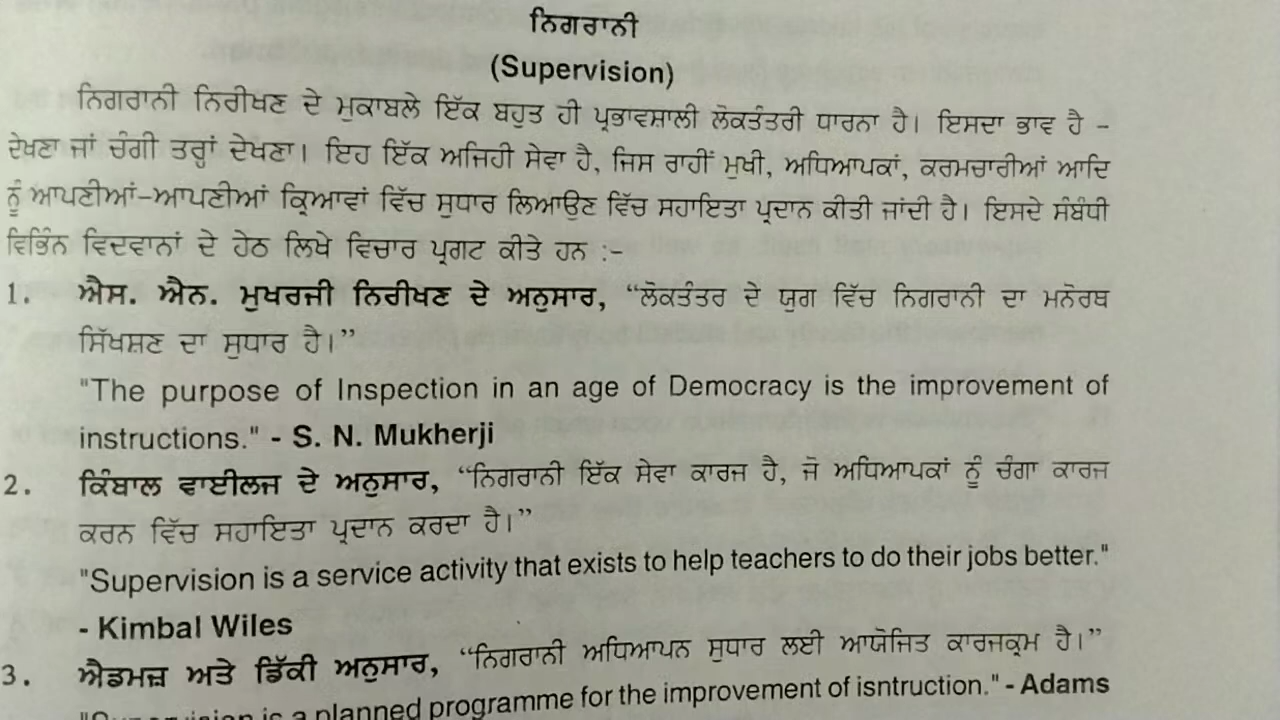 ਨਿਗਰਾਨੀ
(Supervision)
ਨਿਗਰਾਨੀ ਨਿਰੀਖਣ ਦੇ ਮੁਕਾਬਲੇ ਇੱਕ ਬਹੁਤ ਹੀ ਪ੍ਰਭਾਵਸ਼ਾਲੀ ਲੋਕਤੰਤਰੀ ਧਾਰਨਾ ਹੈ। ਇਸਦਾ ਭਾਵ ਹੈ -
ਦੇਖਣਾ ਜਾਂ ਚੰਗੀ ਤਰ੍ਹਾਂ ਦੇਖਣਾ। ਇਹ ਇੱਕ ਅਜਿਹੀ ਸੇਵਾ ਹੈ, ਜਿਸ ਰਾਹੀਂ ਮੁਖੀ, ਅਧਿਆਪਕਾਂ, ਕਰਮਚਾਰੀਆਂ ਆਦਿ
ਨੂੰ ਆਪਣੀਆਂ-ਆਪਣੀਆਂ ਕ੍ਰਿਆਵਾਂ ਵਿੱਚ ਸੁਧਾਰ ਲਿਆਉਣ ਵਿੱਚ ਸਹਾਇਤਾ ਪ੍ਰਦਾਨ ਕੀਤੀ ਜਾਂਦੀ ਹੈ। ਇਸਦੇ ਸੰਬੰਧੀ
ਵਿਭਿੰਨ ਵਿਦਵਾਨਾਂ ਦੇ ਹੇਠ ਲਿਖੇ ਵਿਚਾਰ ਪ੍ਰਗਟ ਕੀਤੇ ਹਨ :-
1. ਐਸ. ਐਨ. ਮੁਖਰਜੀ ਨਿਰੀਖਣ ਦੇ ਅਨੁਸਾਰ, “ਲੋਕਤੰਤਰ ਦੇ ਯੁਗ ਵਿੱਚ ਨਿਗਰਾਨੀ ਦਾ ਮਨੋਰਥ
ਸਿੱਖਸ਼ਣ ਦਾ ਸੁਧਾਰ ਹੈ।”
"The purpose of Inspection in an age of Democracy is the improvement of
instructions." - S. N. Mukherji
2. ਕਿੰਬਾਲ ਵਾਈਲਜ ਦੇ ਅਨੁਸਾਰ, “ਨਿਗਰਾਨੀ ਇੱਕ ਸੇਵਾ ਕਾਰਜ ਹੈ, ਜੋ ਅਧਿਆਪਕਾਂ ਨੂੰ ਚੰਗਾ ਕਾਰਜ
ਕਰਨ ਵਿੱਚ ਸਹਾਇਤਾ ਪ੍ਰਦਾਨ ਕਰਦਾ ਹੈ।”
"Supervision is a service activity that exists to help teachers to do their jobs better."
- Kimbal Wiles
3. ਐਡਮਜ਼ ਅਤੇ ਡਿੱਕੀ ਅਨੁਸਾਰ, “ਨਿਗਰਾਨੀ ਅਧਿਆਪਨ ਸੁਧਾਰ ਲਈ ਆਯੋਜਿਤ ਕਾਰਜਕ੍ਰਮ ਹੈ।”
"Supervision is a planned programme for the improvement of isntruction." - Adams